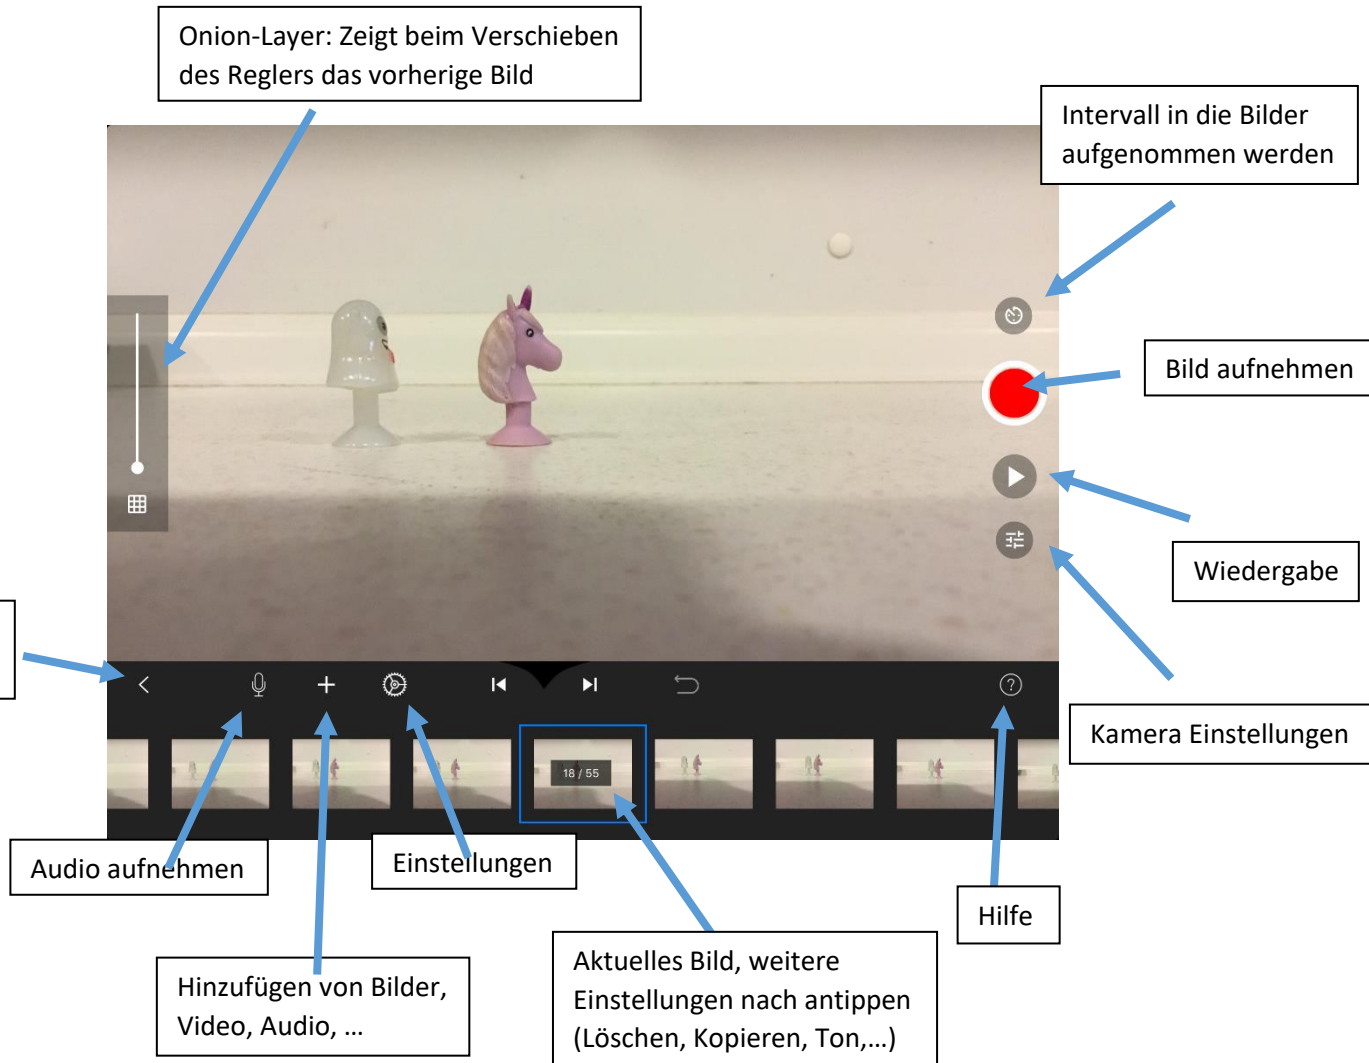 Onion-Layer: Zeigt beim Verschieben
des Reglers das vorherige Bild
Intervall in die Bilder
aufgenommen werden
Bild aufnehmen
Wiedergabe
Kamera Einstellungen
18 / 55
Audio aufnehmen
Einstellungen
Hilfe
Hinzufügen von Bilder,
Video, Audio, …
Aktuelles Bild, weitere
Einstellungen nach antippen
(Löschen, Kopieren, Ton,…)